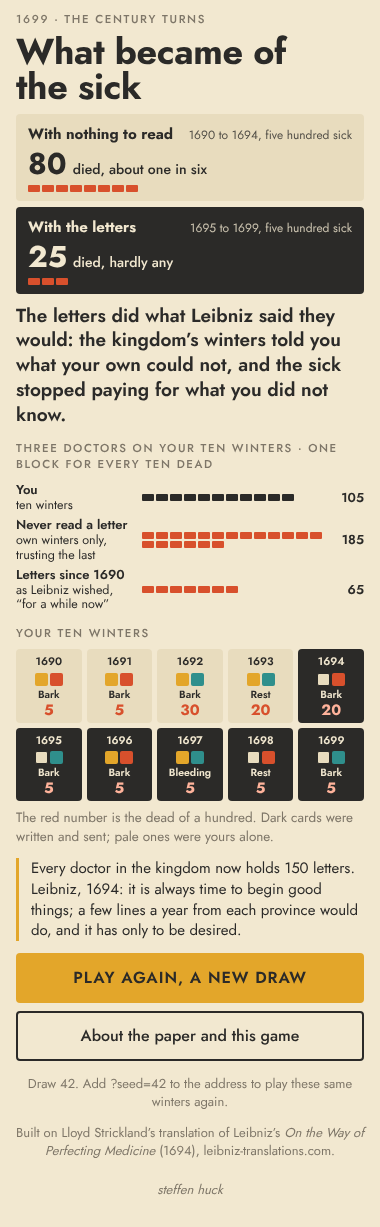 1699 · THE CENTURY TURNS
What became of
the sick
With nothing to read 1690 to 1694, five hundred sick
80 died, about one in six
With the letters 1695 to 1699, five hundred sick
25 died, hardly any
The letters did what Leibniz said they
would: the kingdom’s winters told you
what your own could not, and the sick
stopped paying for what you did not
know.
THREE DOCTORS ON YOUR TEN WINTERS · ONE
BLOCK FOR EVERY TEN DEAD
You
ten winters
105
Never read a letter
own winters only,
trusting the last
185
Letters since 1690
as Leibniz wished,
“for a while now”
65
YOUR TEN WINTERS
1690 1691 1692 1693 1694
Bark Bark Bark Rest Bark
5 5 30 20 20
1695 1696 1697 1698 1699
Bark Bark Bleeding Rest Bark
5 5 5 5 5
The red number is the dead of a hundred. Dark cards were
written and sent; pale ones were yours alone.
Every doctor in the kingdom now holds 150 letters.
Leibniz, 1694: it is always time to begin good
things; a few lines a year from each province would
do, and it has only to be desired.
PLAY AGAIN, A NEW DRAW
About the paper and this game
Draw 42. Add ?seed=42 to the address to play these same
winters again.
Built on Lloyd Strickland’s translation of Leibniz’s On the Way of
Perfecting Medicine (1694), leibniz-translations.com.
steffen huck